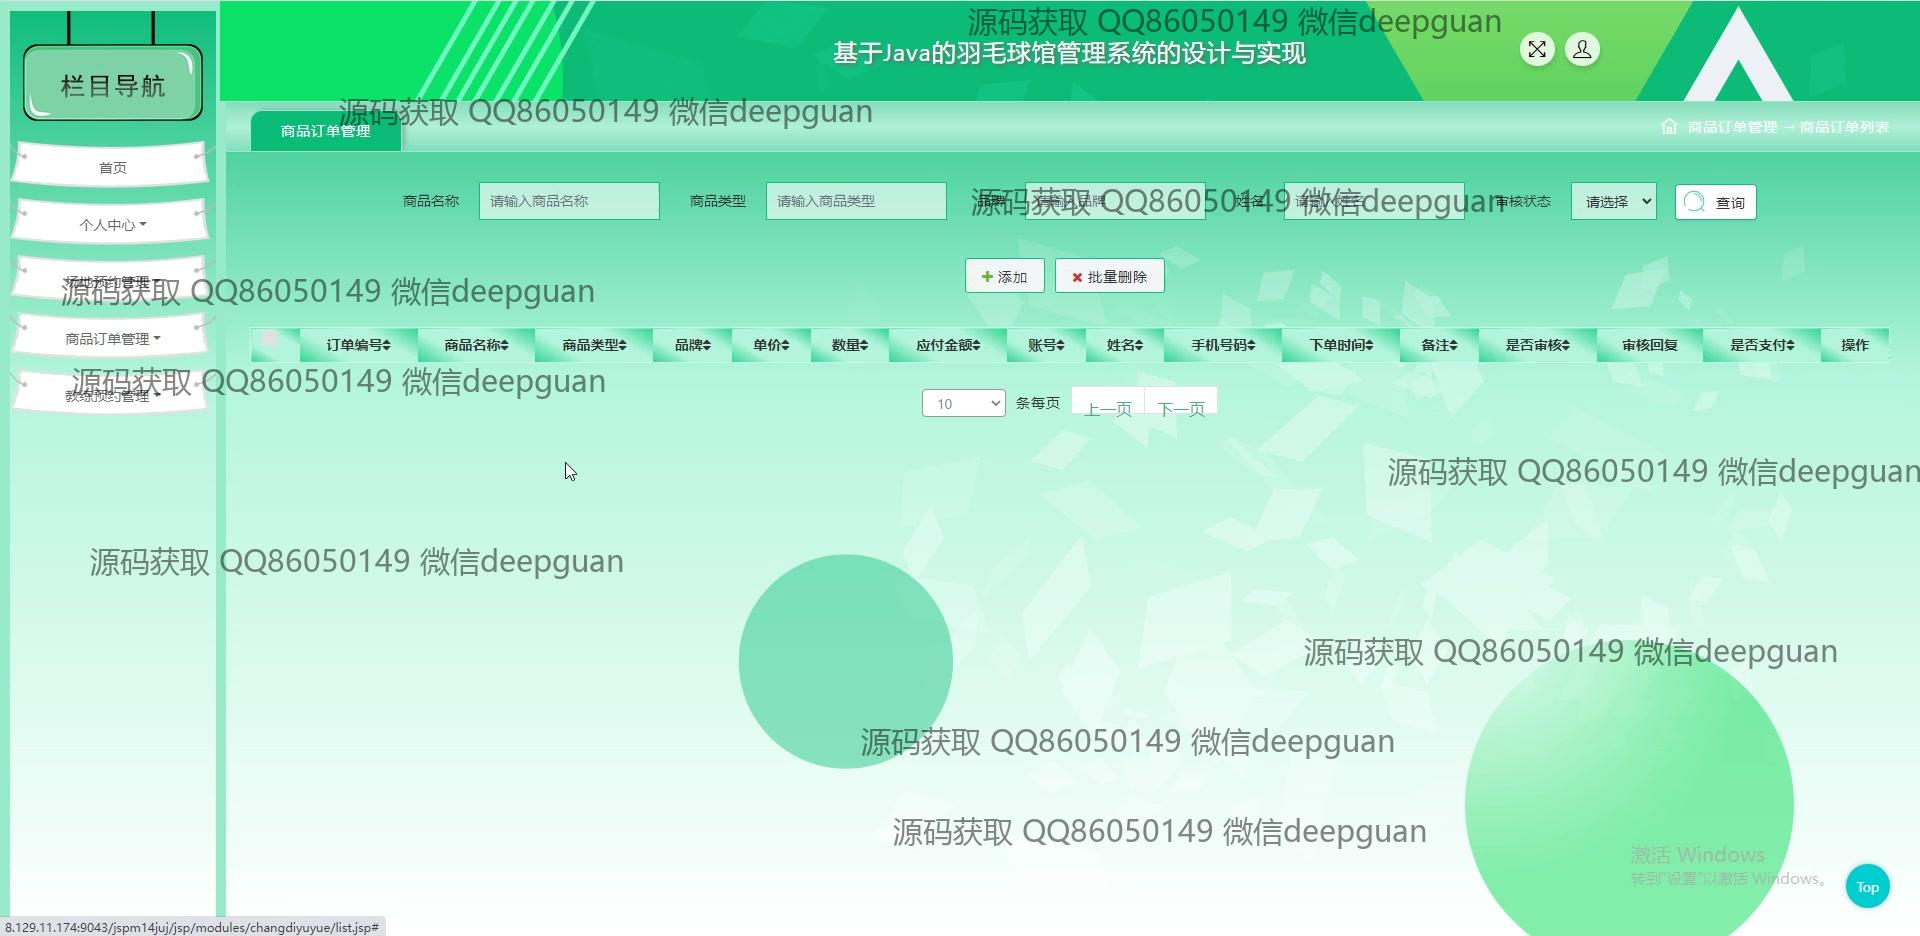 源码获取 QQ86050149 微信deepguan
基于Java的羽毛球馆管理系统的设计与实现
栏目导航
源码获取 QQ86050149 微信deepguan
商品订单管理
商品订单管理 → 商品订单列表
首页
个人中心
场地预约管理
商品订单管理
教练预约管理
商品名称 请输入商品名称 商品类型 请输入商品类型 品牌 请输入品牌 姓名 请输入姓名 审核状态 请选择 查询
源码获取 QQ86050149 微信deepguan
添加 批量删除
源码获取 QQ86050149 微信deepguan
订单编号 商品名称 商品类型 品牌 单价 数量 应付金额 账号 姓名 手机号码 下单时间 备注 是否审核 审核回复 是否支付 操作
源码获取 QQ86050149 微信deepguan
10 条每页 上一页 下一页
源码获取 QQ86050149 微信deepguan
源码获取 QQ86050149 微信deepguan
源码获取 QQ86050149 微信deepguan
源码获取 QQ86050149 微信deepguan
源码获取 QQ86050149 微信deepguan
激活 Windows
转到"设置"以激活 Windows。
Top
8.129.11.174:9043/jspm14juj/jsp/modules/changdiyuyue/list.jsp#